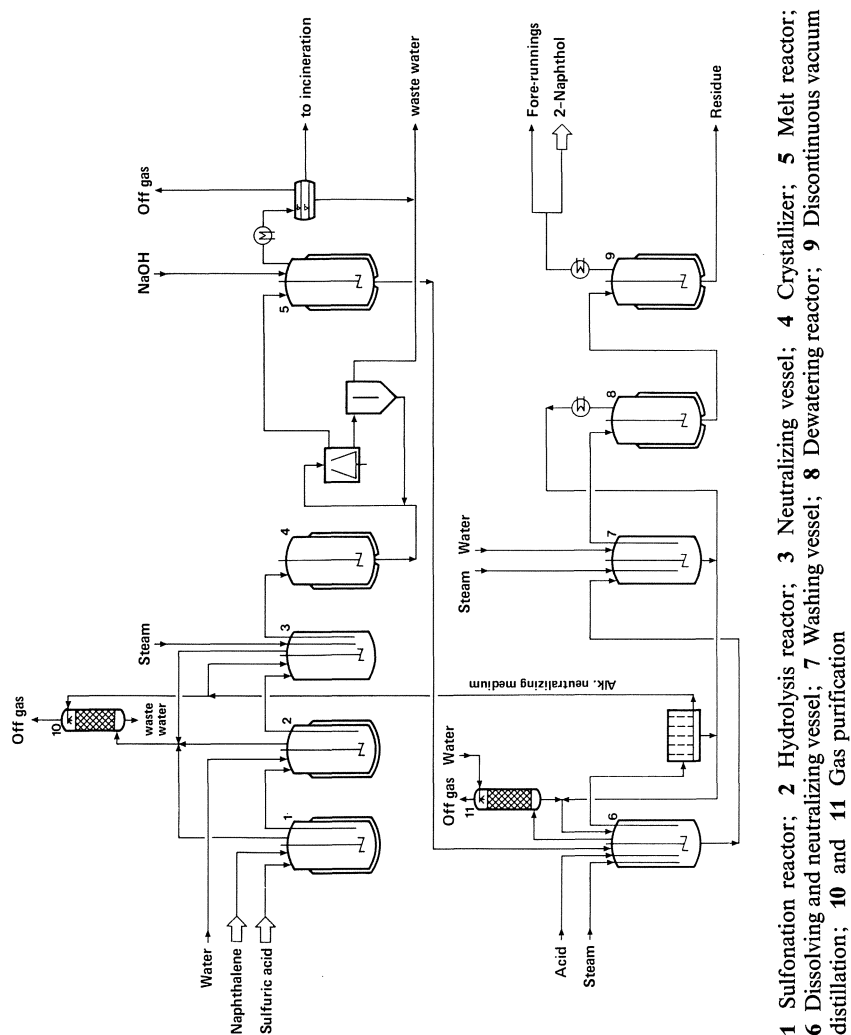 Off gas
10
waste
water
Steam
Off gas
NaOH
to incineration
waste water
1
2
3
4
5
Water
Naphthalene
Sulfuric acid
Alk. neutralizing medium
Off gas
11
Water
Steam
Water
Fore-runnings
2-Naphthol
6
7
8
9
Acid
Steam
Residue
1 Sulfonation reactor; 2 Hydrolysis reactor; 3 Neutralizing vessel; 4 Crystallizer; 5 Melt reactor;
6 Dissolving and neutralizing vessel; 7 Washing vessel; 8 Dewatering reactor; 9 Discontinuous vacuum
distillation; 10 and 11 Gas purification